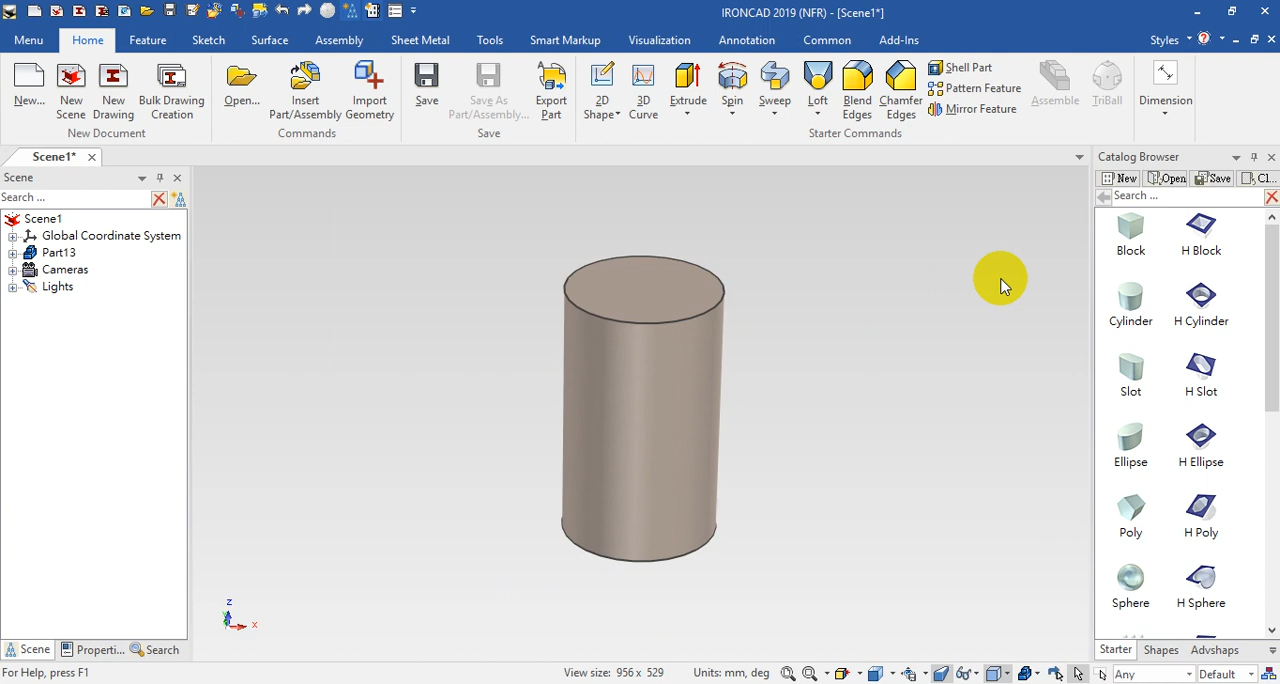 IRONCAD 2019 (NFR) - [Scene1*]
Menu Home Feature Sketch Surface Assembly Sheet Metal Tools Smart Markup Visualization Annotation Common Add-Ins Styles
New... New Scene New Drawing Bulk Drawing Creation
New Document
Open... Insert Part/Assembly Import Geometry
Commands
Save Save As Part/Assembly... Export Part
Save
2D Shape 3D Curve Extrude Spin Sweep Loft Blend Edges Chamfer Edges
Shell Part
Pattern Feature
Mirror Feature
Assemble TriBall
Starter Commands
Dimension
Scene1*
Scene
Search ...
Scene1
Global Coordinate System
Part13
Cameras
Lights
Z
X
Catalog Browser
New Open Save Cl...
Search ...
Block H Block
Cylinder H Cylinder
Slot H Slot
Ellipse H Ellipse
Poly H Poly
Sphere H Sphere
Starter Shapes Advshaps
Scene Properti... Search
For Help, press F1 View size: 956 x 529 Units: mm, deg Any Default